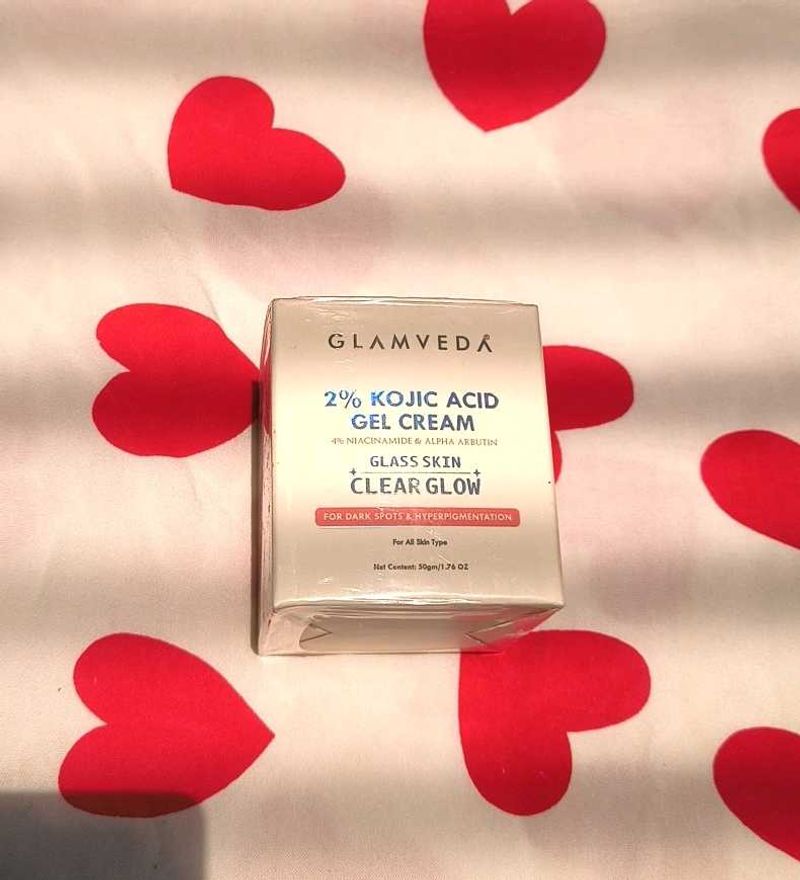 GLAMVEDA
2% KOJIC ACID
GEL CREAM
4% NIACINAMIDE & ALPHA ARBUTIN
GLASS SKIN
CLEAR GLOW
FOR DARK SPOTS & HYPERPIGMENTATION
For All Skin Type
Net Content: 50gm/1.76 OZ